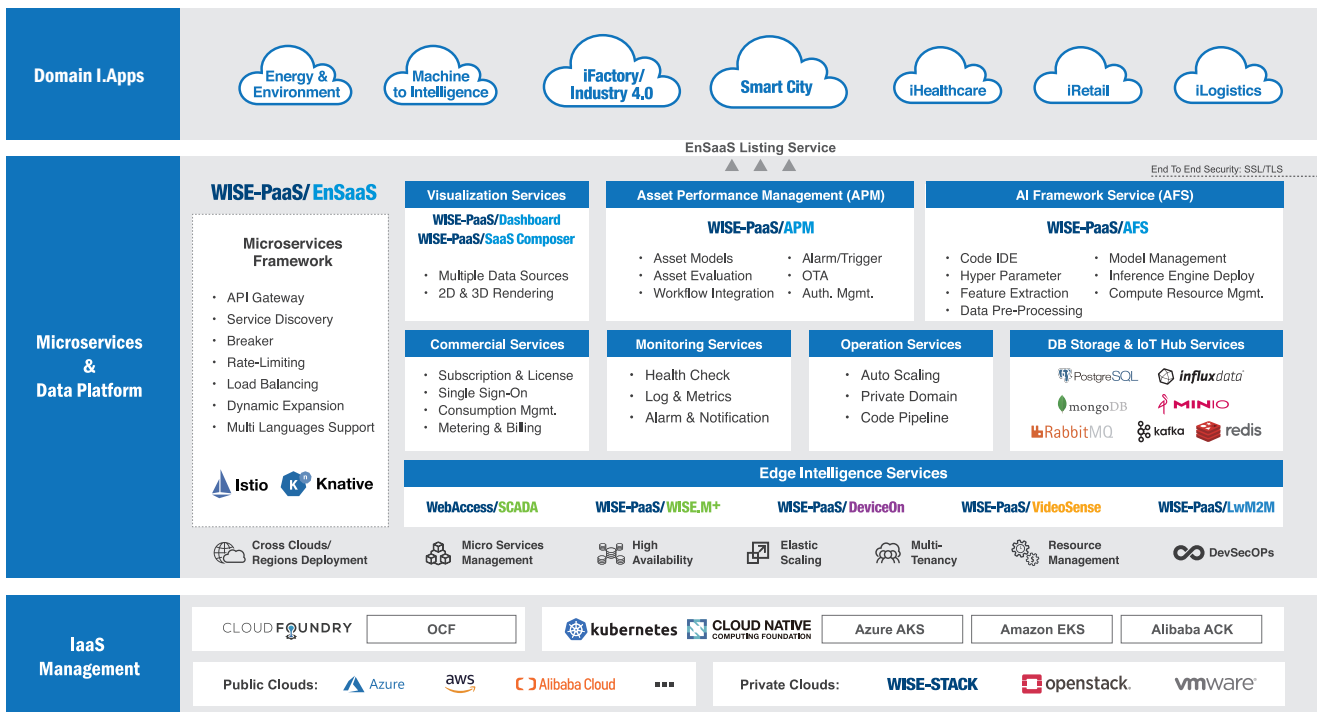 Domain I.Apps
Energy &
Environment
Machine
to Intelligence
iFactory/
Industry 4.0
Smart City
iHealthcare
iRetail
iLogistics
EnSaaS Listing Service
End To End Security: SSL/TLS
Microservices
&
Data Platform
WISE-PaaS/EnSaaS
Microservices
Framework
• API Gateway
• Service Discovery
• Breaker
• Rate-Limiting
• Load Balancing
• Dynamic Expansion
• Multi Languages Support
Istio
Knative
Visualization Services
WISE-PaaS/Dashboard
WISE-PaaS/SaaS Composer
• Multiple Data Sources
• 2D & 3D Rendering
Asset Performance Management (APM)
WISE-PaaS/APM
• Asset Models
• Asset Evaluation
• Workflow Integration
• Alarm/Trigger
• OTA
• Auth. Mgmt.
AI Framework Service (AFS)
WISE-PaaS/AFS
• Code IDE
• Hyper Parameter
• Feature Extraction
• Data Pre-Processing
• Model Management
• Inference Engine Deploy
• Compute Resource Mgmt.
Commercial Services
• Subscription & License
• Single Sign-On
• Consumption Mgmt.
• Metering & Billing
Monitoring Services
• Health Check
• Log & Metrics
• Alarm & Notification
Operation Services
• Auto Scaling
• Private Domain
• Code Pipeline
DB Storage & IoT Hub Services
PostgreSQL
influxdata
mongoDB
MINIO
RabbitMQ
kafka
redis
Edge Intelligence Services
WebAccess/SCADA
WISE-PaaS/WISE.M+
WISE-PaaS/DeviceOn
WISE-PaaS/VideoSense
WISE-PaaS/LwM2M
Cross Clouds/
Regions Deployment
Micro Services
Management
High
Availability
Elastic
Scaling
Multi-
Tenancy
Resource
Management
DevSecOPs
IaaS
Management
CLOUD FOUNDRY
OCF
kubernetes
CLOUD NATIVE
COMPUTING FOUNDATION
Azure AKS
Amazon EKS
Alibaba ACK
Public Clouds:
Azure
aws
Alibaba Cloud
Private Clouds:
WISE-STACK
openstack.
vmware®